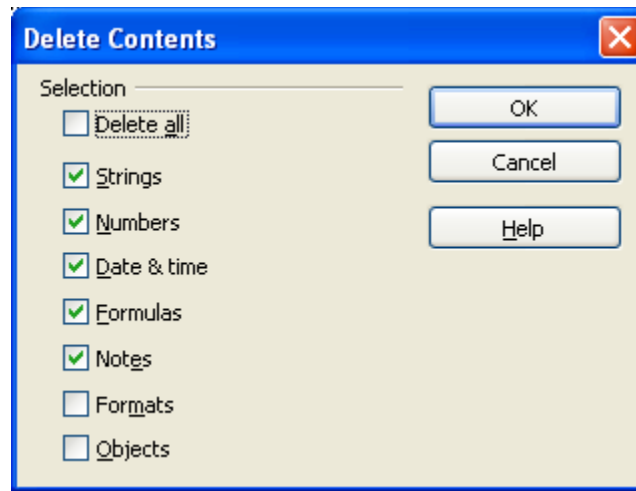 Delete Contents
Selection
Delete all
Strings
Numbers
Date & time
Formulas
Notes
Formats
Objects
OK
Cancel
Help